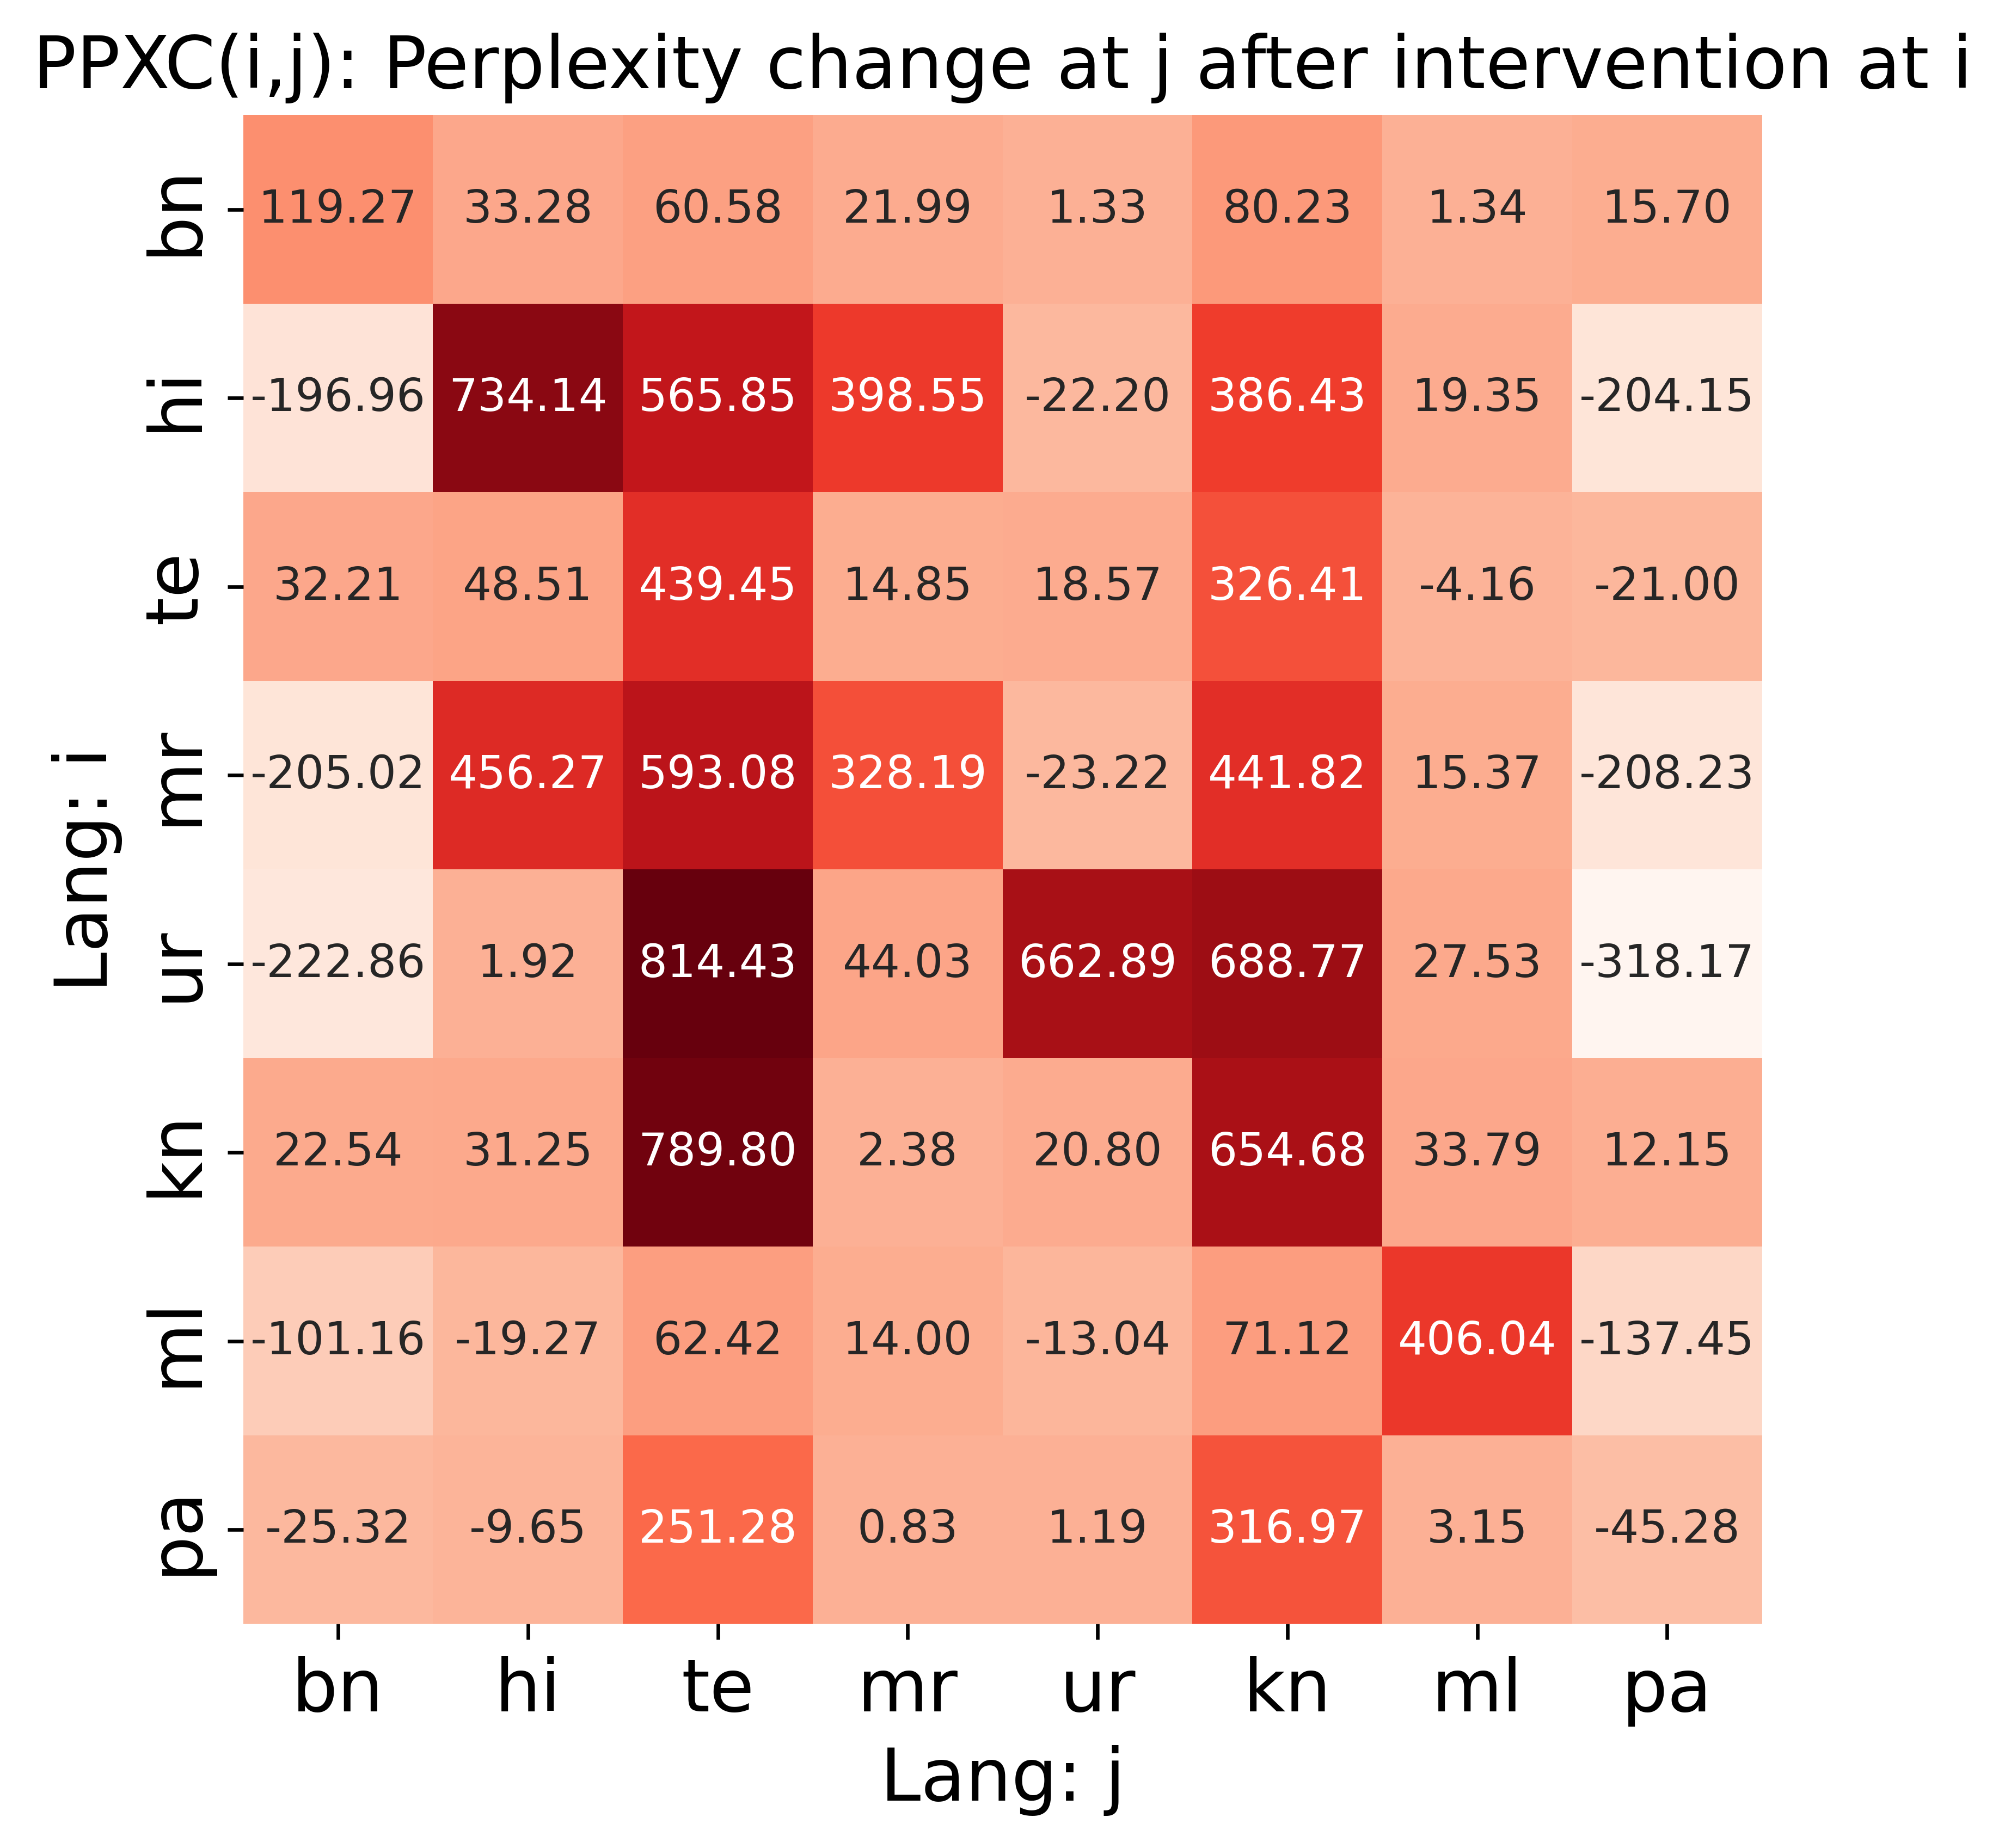 PPXC(i,j): Perplexity change at j after intervention at i
Lang: i
bn 119.27 33.28 60.58 21.99 1.33 80.23 1.34 15.70
hi -196.96 734.14 565.85 398.55 -22.20 386.43 19.35 -204.15
te 32.21 48.51 439.45 14.85 18.57 326.41 -4.16 -21.00
mr -205.02 456.27 593.08 328.19 -23.22 441.82 15.37 -208.23
ur -222.86 1.92 814.43 44.03 662.89 688.77 27.53 -318.17
kn 22.54 31.25 789.80 2.38 20.80 654.68 33.79 12.15
ml -101.16 -19.27 62.42 14.00 -13.04 71.12 406.04 -137.45
pa -25.32 -9.65 251.28 0.83 1.19 316.97 3.15 -45.28
bn hi te mr ur kn ml pa
Lang: j